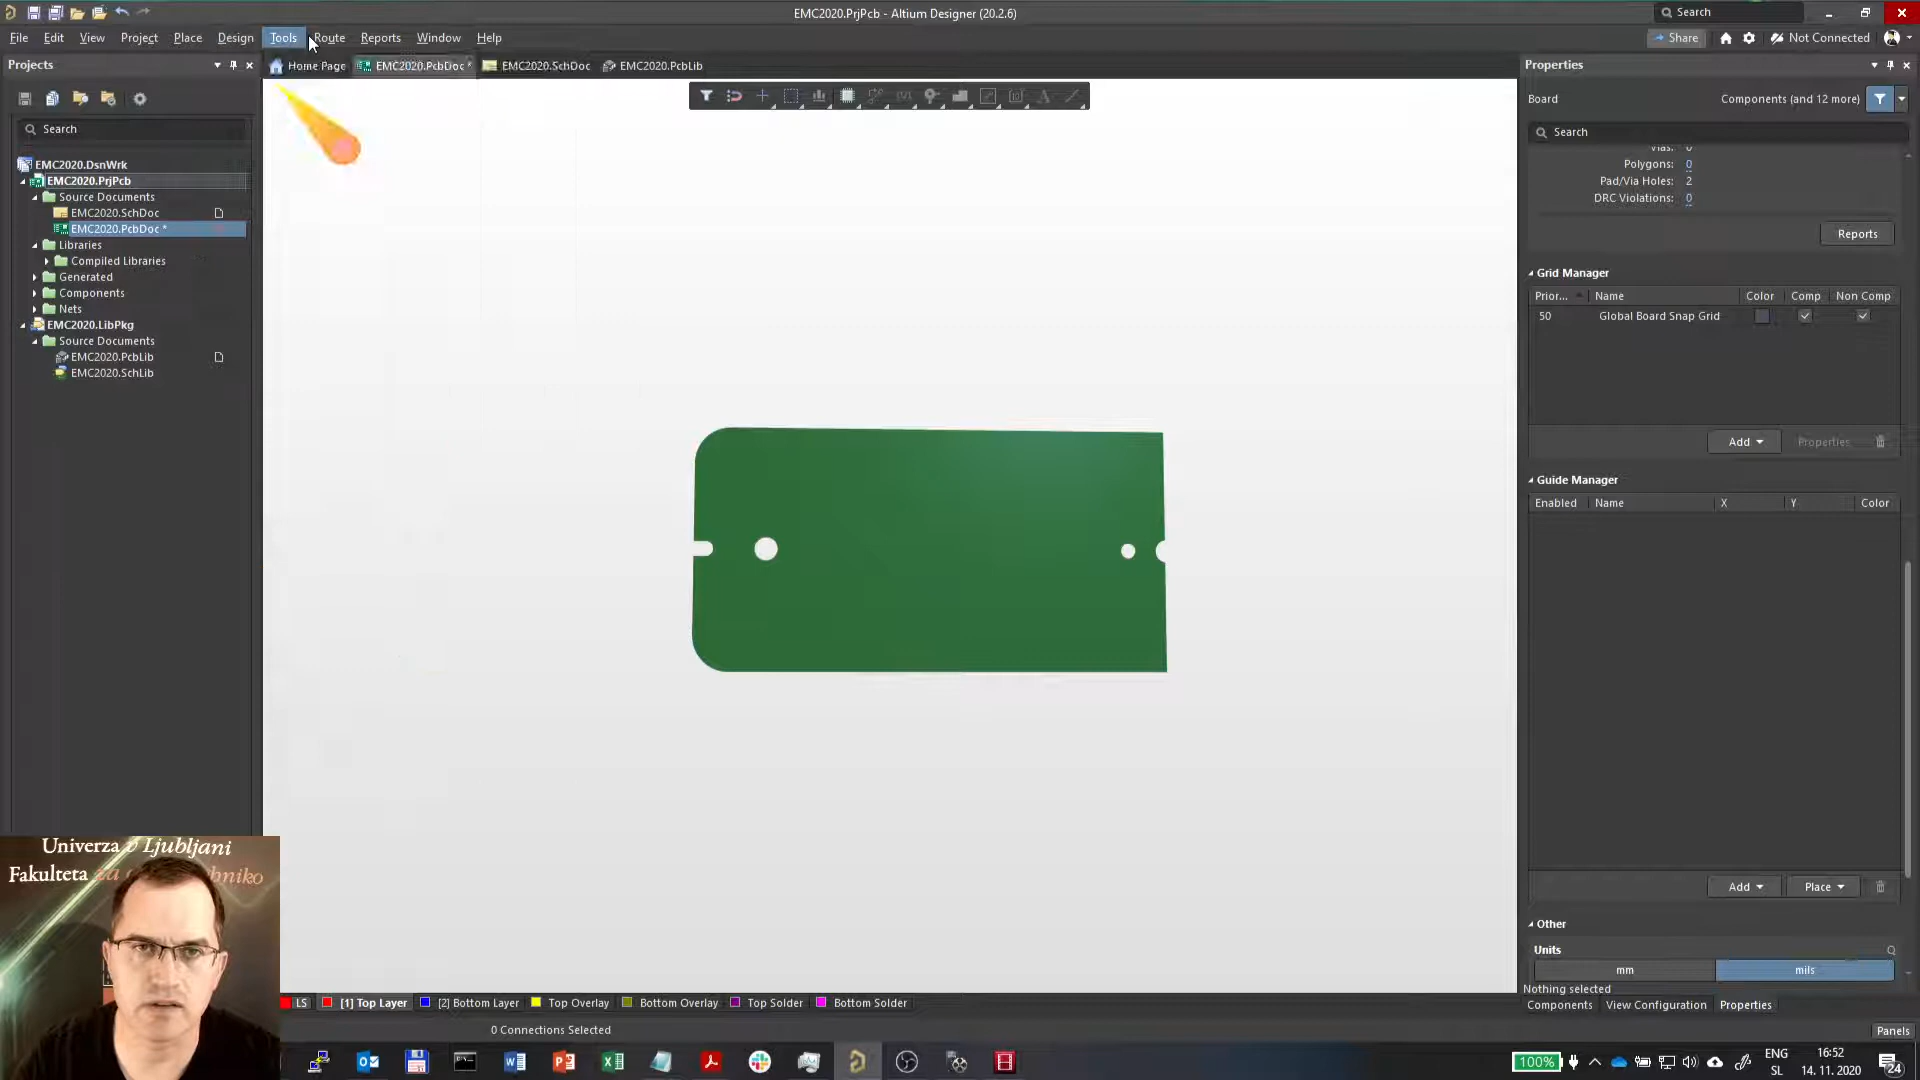 EMC2020.PrjPcb - Altium Designer (20.2.6)
Search
File Edit View Project Place Design Tools Route Reports Window Help
Share
Not Connected
Projects
Home Page
EMC2020.PcbDoc *
EMC2020.SchDoc
EMC2020.PcbLib
Properties
Search
EMC2020.DsnWrk
EMC2020.PrjPcb
Source Documents
EMC2020.SchDoc
EMC2020.PcbDoc *
Libraries
Compiled Libraries
Generated
Components
Nets
EMC2020.LibPkg
Source Documents
EMC2020.PcbLib
EMC2020.SchLib
Board
Components (and 12 more)
Search
Vias: 0
Polygons: 0
Pad/Via Holes: 2
DRC Violations: 0
Reports
Grid Manager
Prior... Name Color Comp Non Comp
50 Global Board Snap Grid
Add Properties
Guide Manager
Enabled Name X Y Color
Add Place
Other
Units
mm mils
Nothing selected
Components View Configuration Properties
Univerza v Ljubljani
Fakulteta za
LS [1] Top Layer [2] Bottom Layer Top Overlay Bottom Overlay Top Solder Bottom Solder
0 Connections Selected
Panels
100%
ENG
SL
16:52
14. 11. 2020
24